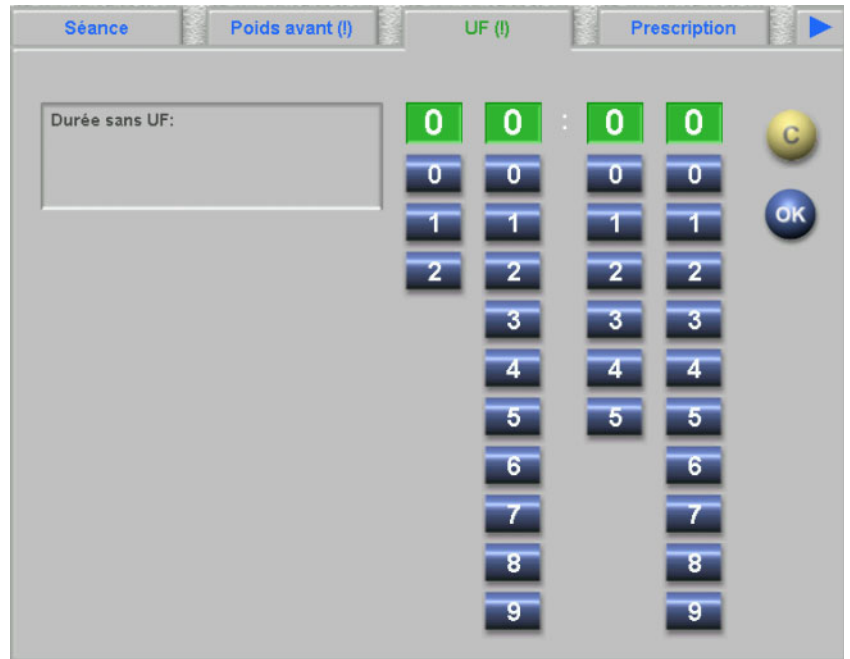 Séance Poids avant (!) UF (!) Prescription
Durée sans UF:
0 0 : 0 0
C
0 0 0 0
1 1 1 1
OK
2 2 2 2
3 3 3
4 4 4
5 5 5
6 6
7 7
8 8
9 9